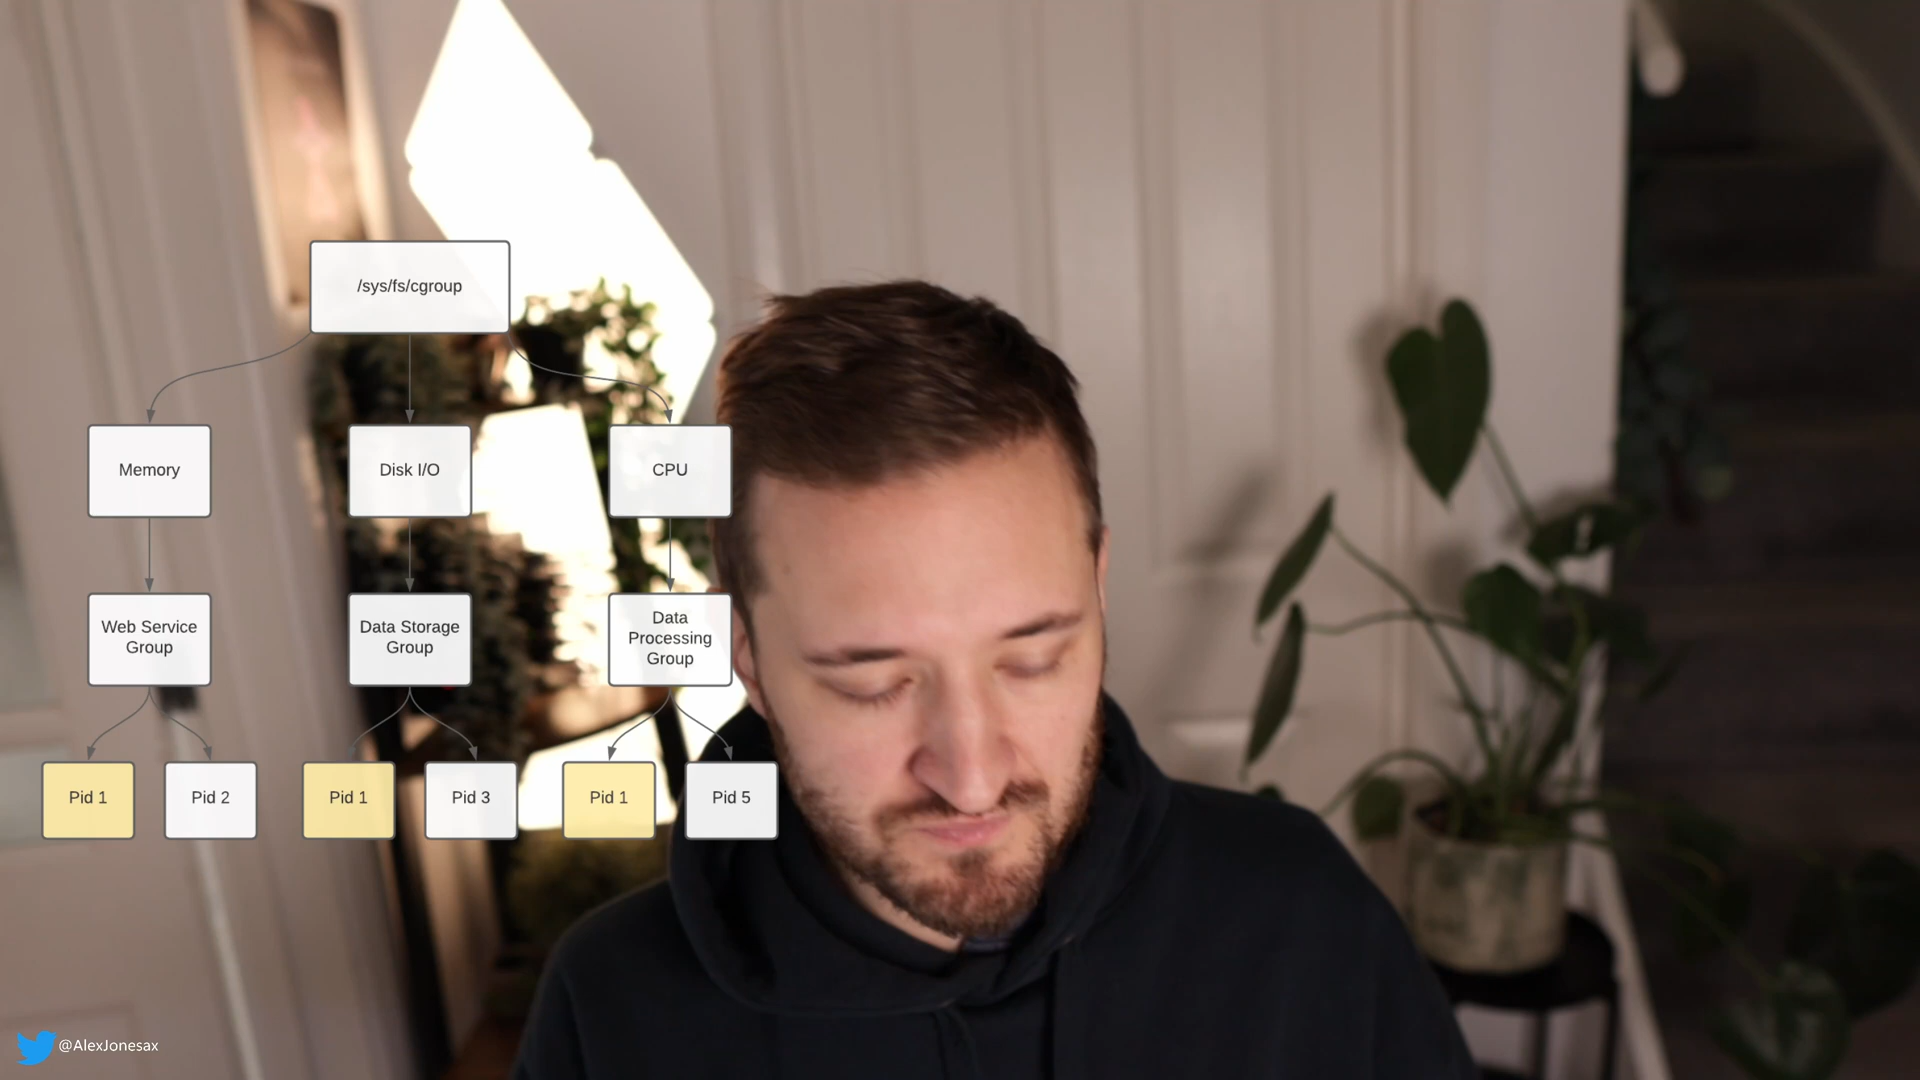 /sys/fs/cgroup
Memory
Disk I/O
CPU
Web Service
Group
Data Storage
Group
Data
Processing
Group
Pid 1
Pid 2
Pid 1
Pid 3
Pid 1
Pid 5
@AlexJonesax